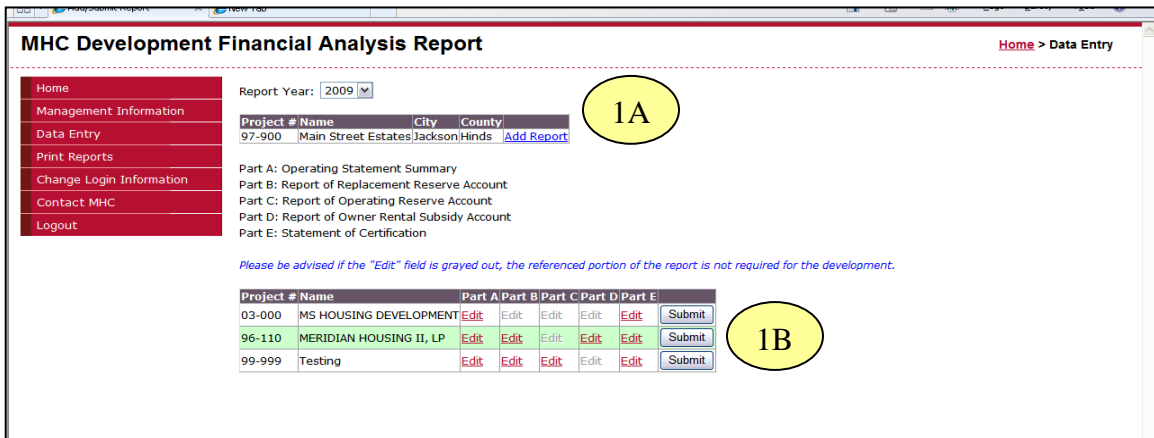 Add/Submit Report
New Tab
MHC Development Financial Analysis Report
Home > Data Entry
Home
Management Information
Data Entry
Print Reports
Change Login Information
Contact MHC
Logout
Report Year: 2009
1A
Project # Name City County
97-900 Main Street Estates Jackson Hinds Add Report
Part A: Operating Statement Summary
Part B: Report of Replacement Reserve Account
Part C: Report of Operating Reserve Account
Part D: Report of Owner Rental Subsidy Account
Part E: Statement of Certification
Please be advised if the "Edit" field is grayed out, the referenced portion of the report is not required for the development.
Project # Name Part A Part B Part C Part D Part E
03-000 MS HOUSING DEVELOPMENT Edit Edit Edit Edit Edit Submit
96-110 MERIDIAN HOUSING II, LP Edit Edit Edit Edit Edit Submit
99-999 Testing Edit Edit Edit Edit Edit Submit
1B